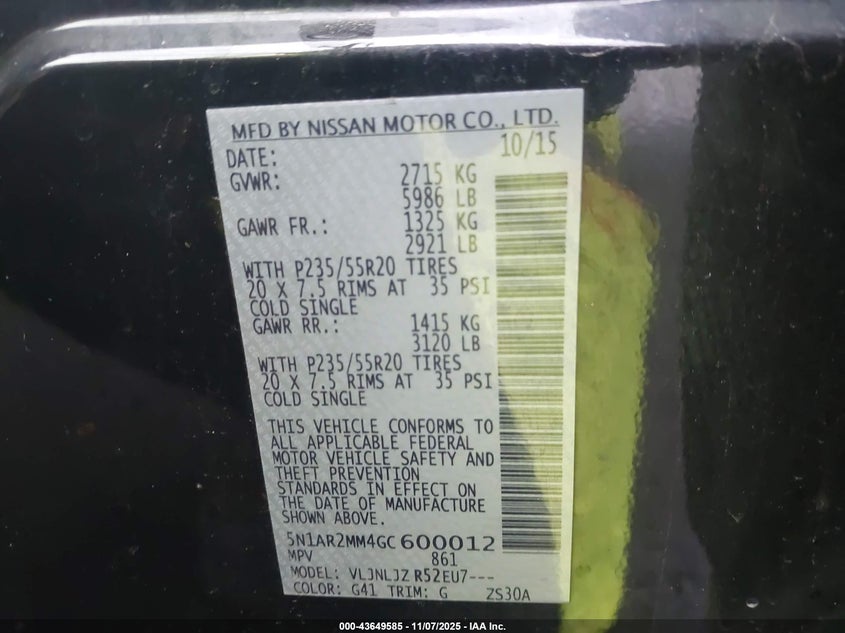 MFD BY NISSAN MOTOR CO., LTD.
DATE: 10/15
GVWR: 2715 KG
5986 LB
GAWR FR.: 1325 KG
2921 LB
WITH P235/55R20 TIRES
20 X 7.5 RIMS AT 35 PSI
COLD SINGLE
GAWR RR.: 1415 KG
3120 LB
WITH P235/55R20 TIRES
20 X 7.5 RIMS AT 35 PSI
COLD SINGLE
THIS VEHICLE CONFORMS TO
ALL APPLICABLE FEDERAL
MOTOR VEHICLE SAFETY AND
THEFT PREVENTION
STANDARDS IN EFFECT ON
THE DATE OF MANUFACTURE
SHOWN ABOVE.
5N1AR2MM4GC600012
MPV 861
MODEL: VLJNLJZ R52EU7---
COLOR: G41 TRIM: G ZS30A
000-43649585 - 11/07/2025 - IAA Inc.